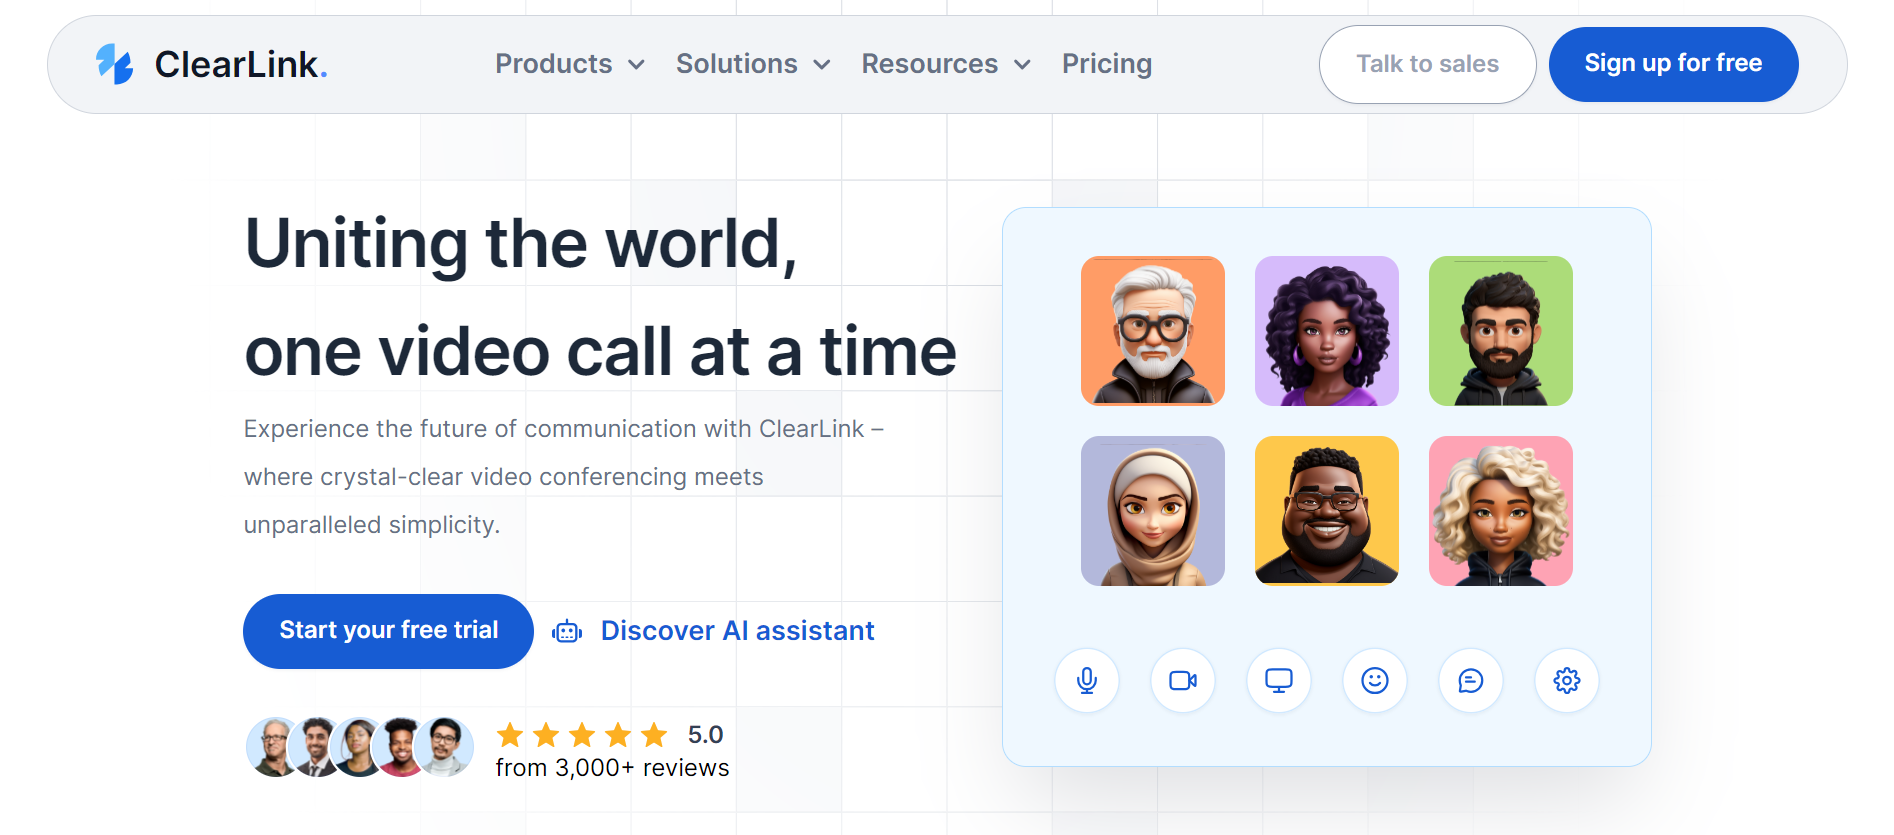 ClearLink.
Products
Solutions
Resources
Pricing
Talk to sales
Sign up for free
Uniting the world,
one video call at a time
Experience the future of communication with ClearLink –
where crystal-clear video conferencing meets
unparalleled simplicity.
Start your free trial
Discover AI assistant
5.0
from 3,000+ reviews